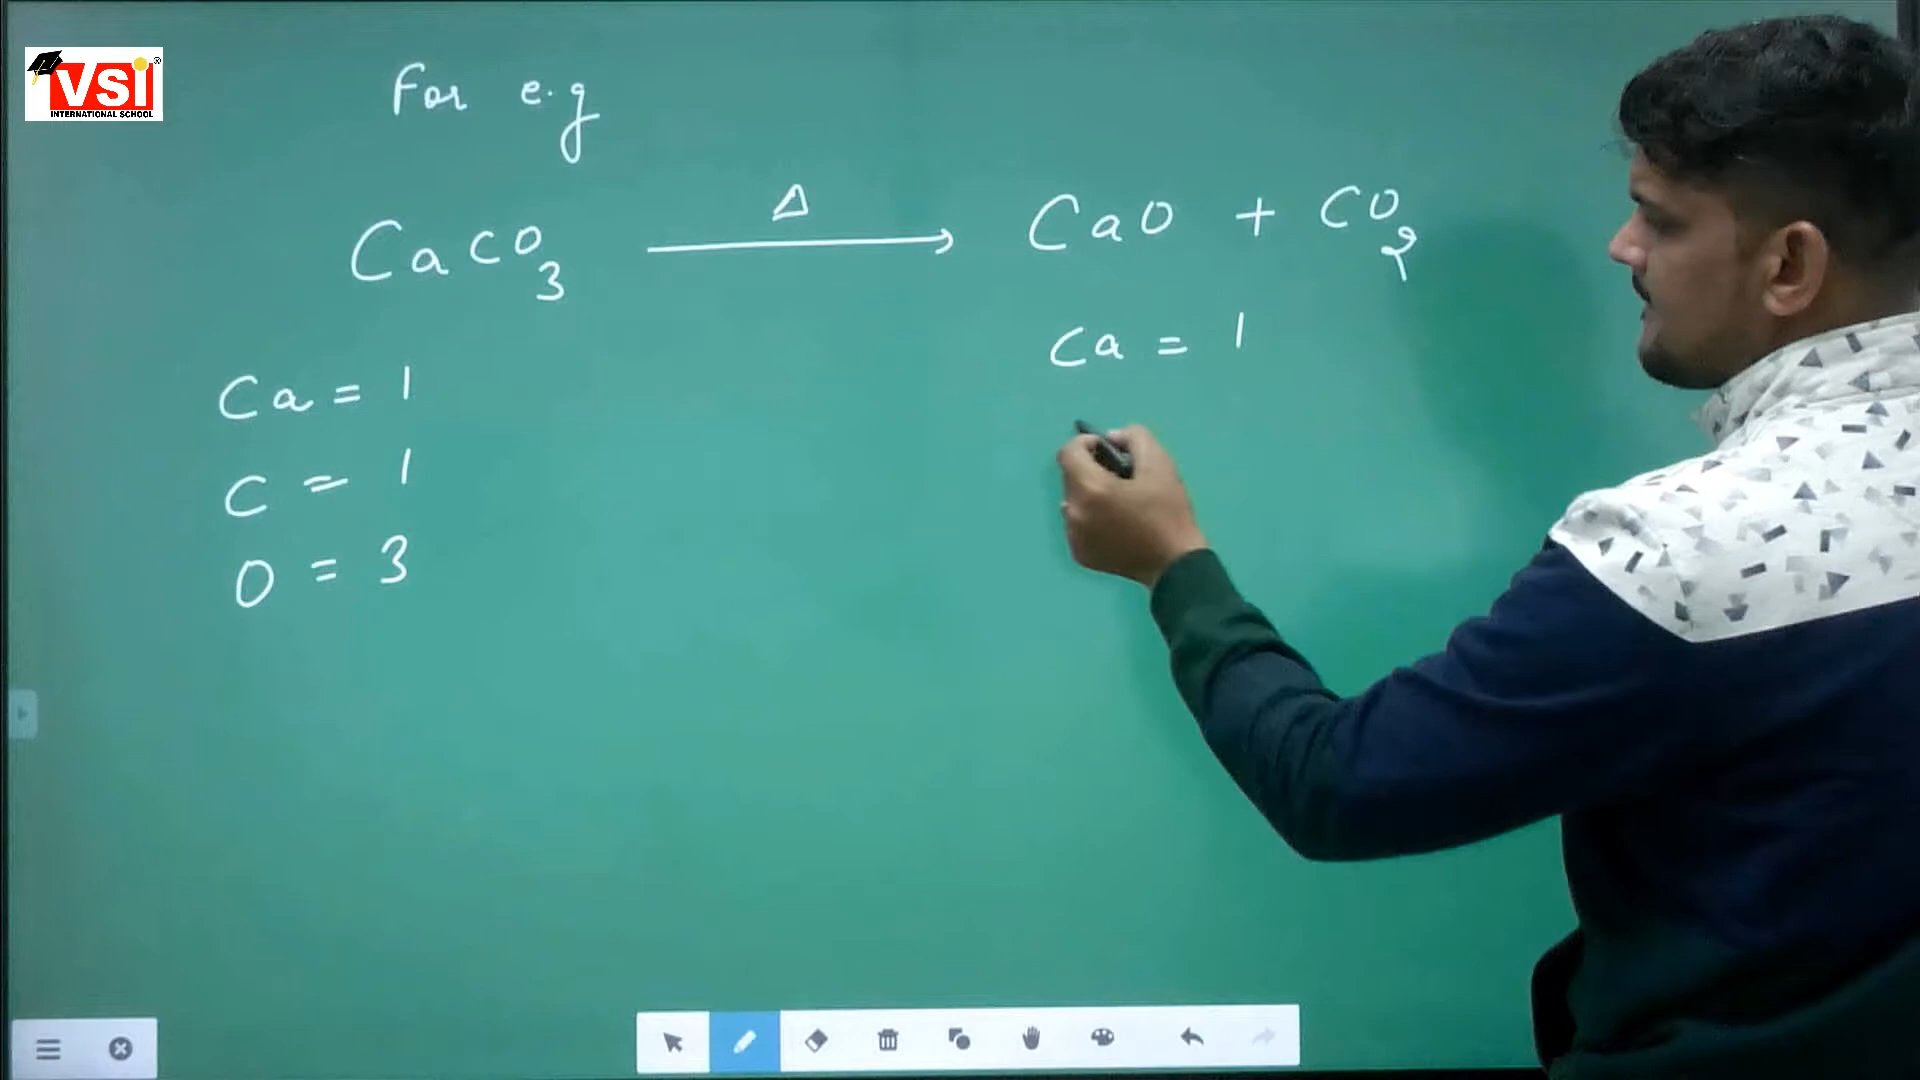 VSI
INTERNATIONAL SCHOOL
For e.g
CaCO₃ —Δ→ CaO + CO₂
Ca = 1
Ca = 1
C = 1
O = 3